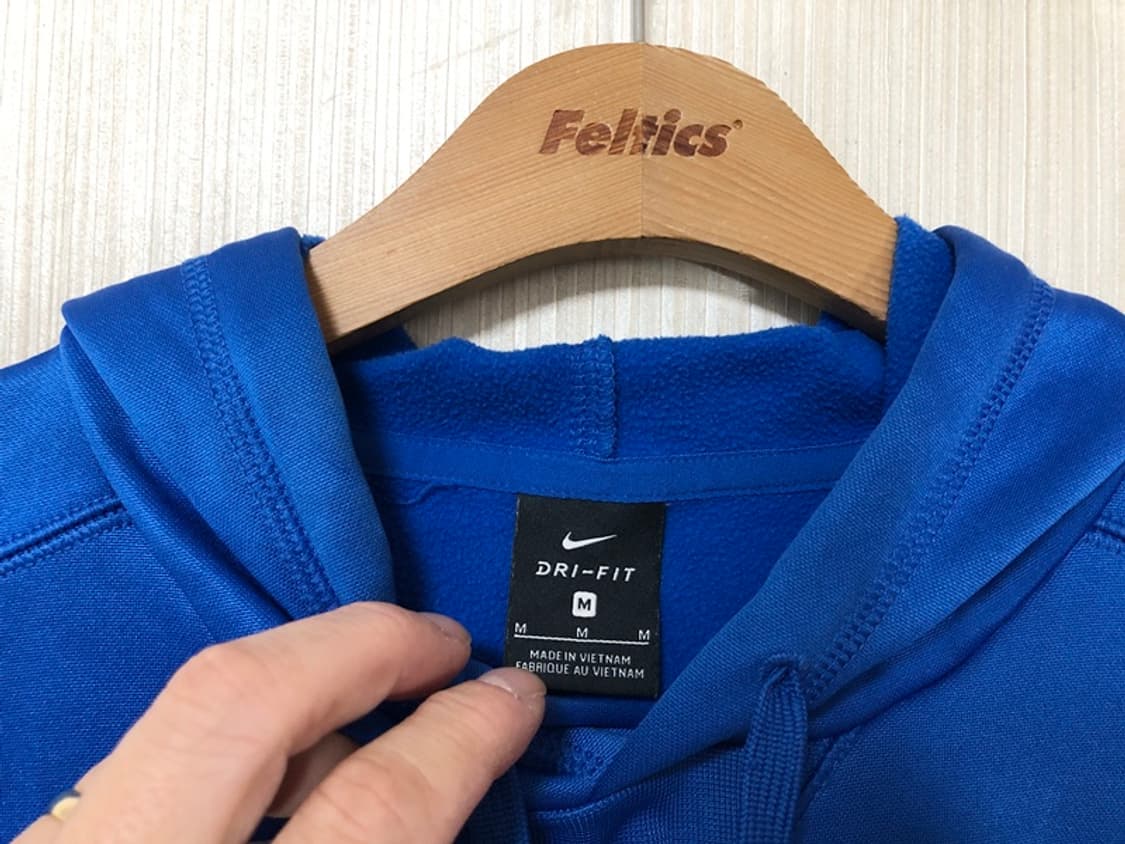 Feltics®
DRI-FIT
M
M M M
MADE IN VIETNAM
FABRIQUE AU VIETNAM